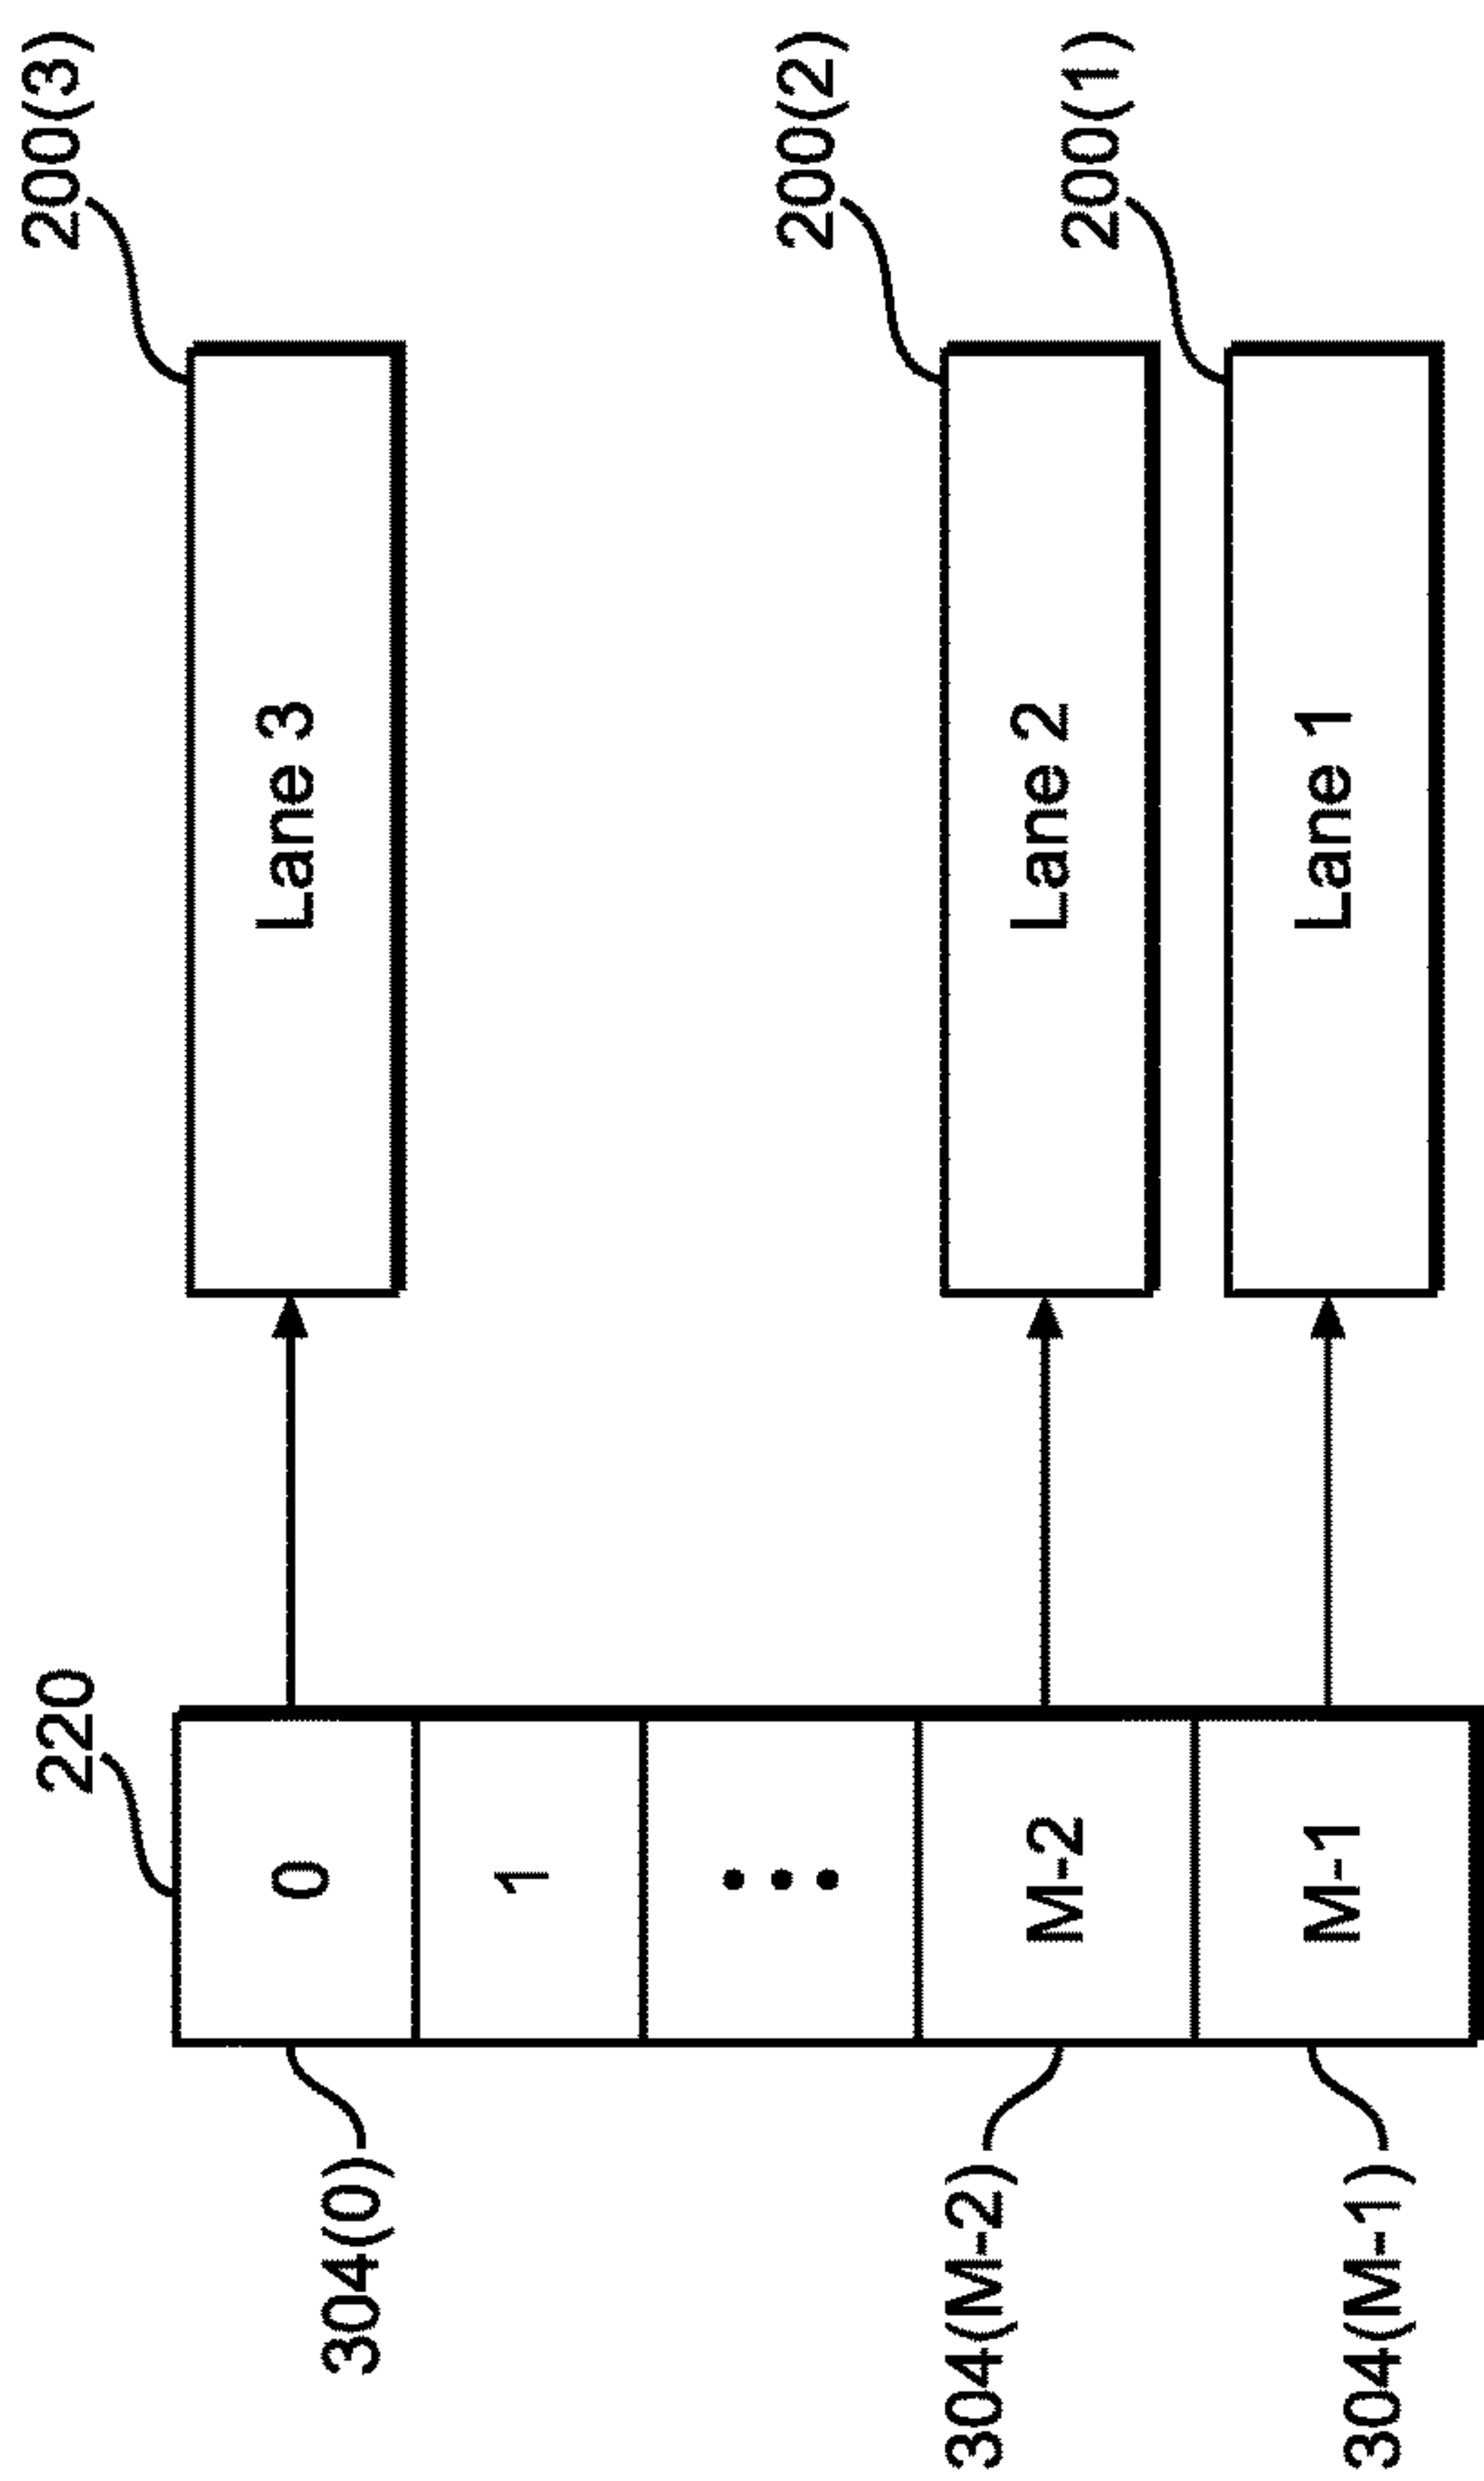 220
200(3)
304(0)
0
Lane 3
1
200(2)
304(M-2)
M-2
Lane 2
200(1)
304(M-1)
M-1
Lane 1